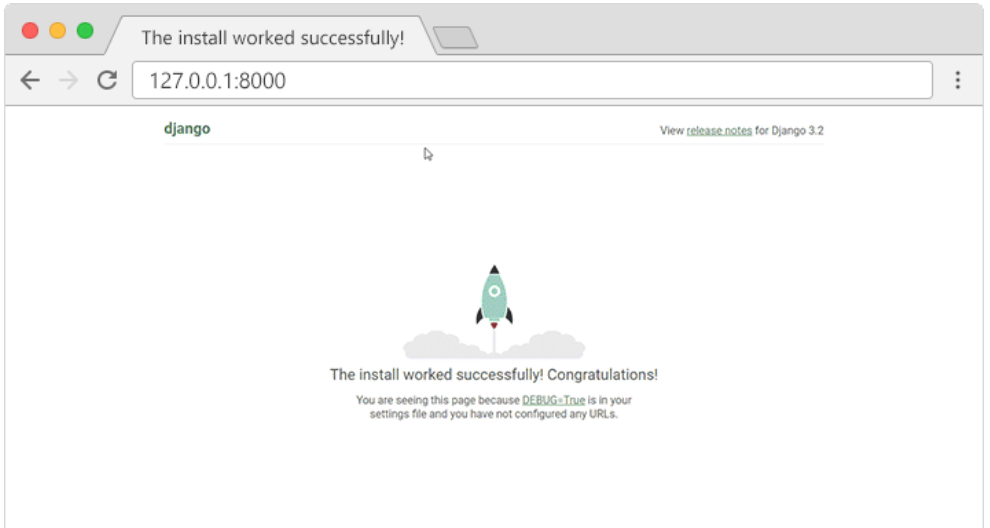 The install worked successfully!
127.0.0.1:8000
django
View release notes for Django 3.2
The install worked successfully! Congratulations!
You are seeing this page because DEBUG=True is in your
settings file and you have not configured any URLs.